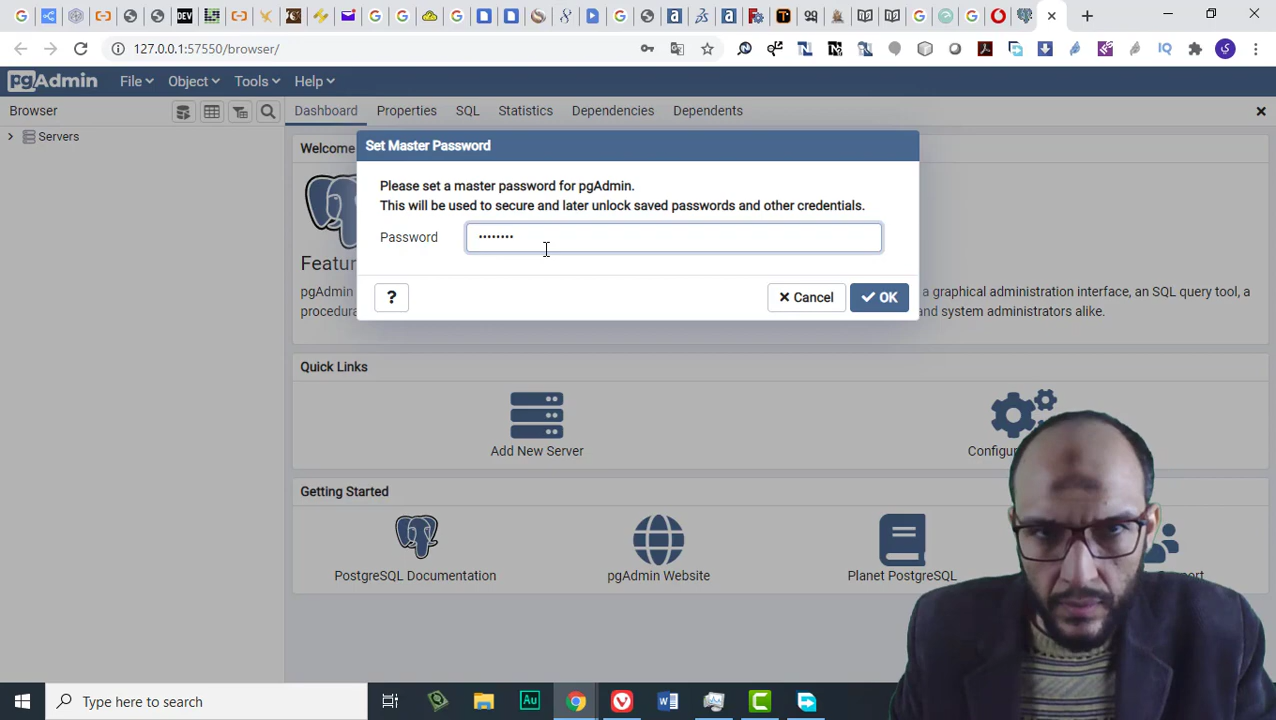 127.0.0.1:57550/browser/
pgAdmin File Object Tools Help
Browser
Dashboard Properties SQL Statistics Dependencies Dependents
Servers
Welcome
Set Master Password
Please set a master password for pgAdmin.
This will be used to secure and later unlock saved passwords and other credentials.
Password ••••••••
? Cancel OK
Featur
pgAdmin
a graphical administration interface, an SQL query tool, a
procedura
and system administrators alike.
Quick Links
Add New Server
Configu
Getting Started
PostgreSQL Documentation
pgAdmin Website
Planet PostgreSQL
Type here to search